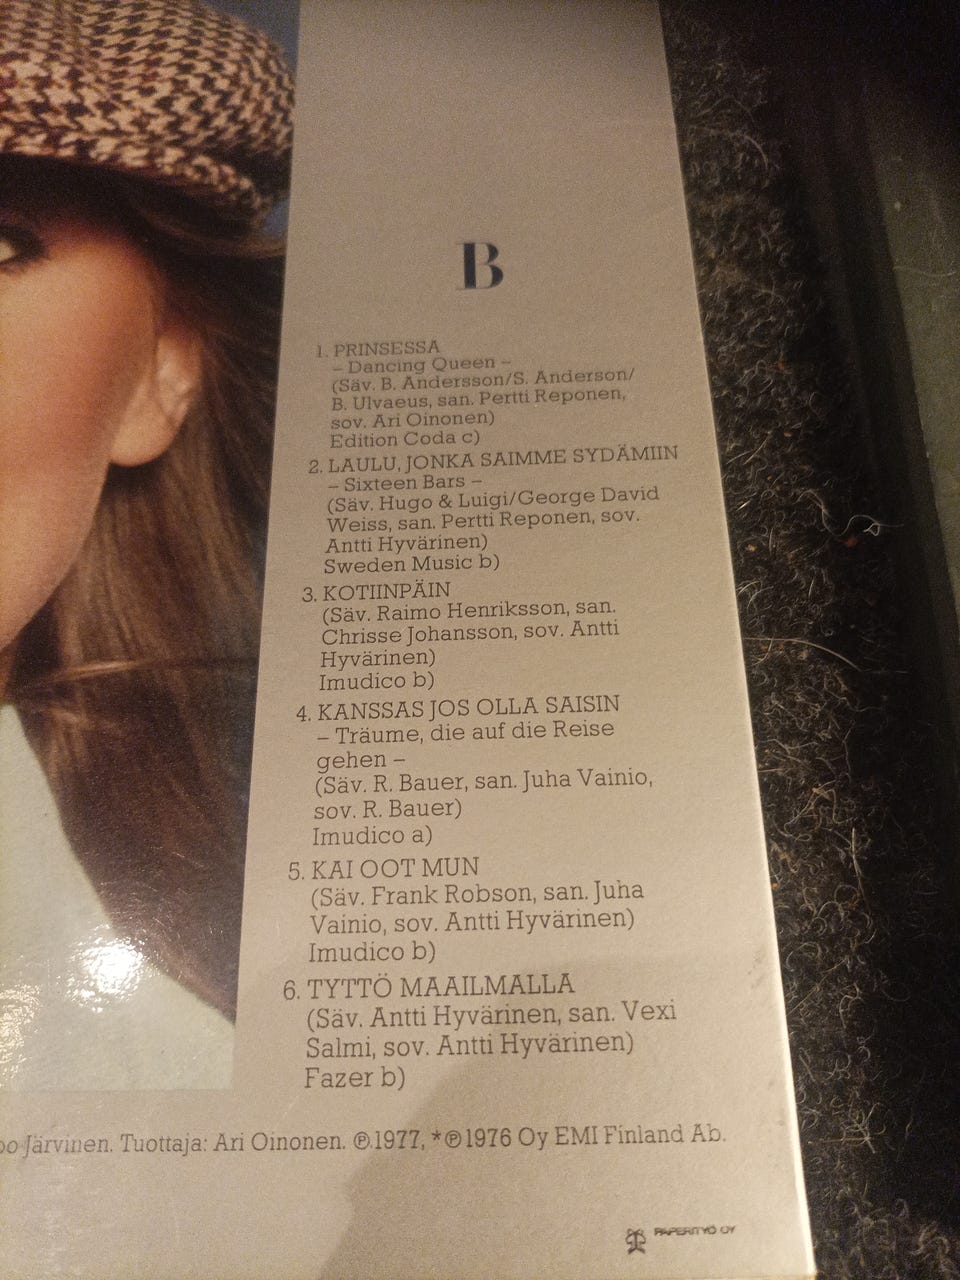 B
1. PRINSESSA
– Dancing Queen –
(Säv. B. Andersson/S. Anderson/
B. Ulvaeus, san. Pertti Reponen,
sov. Ari Oinonen)
Edition Coda c)
2. LAULU, JONKA SAIMME SYDÄMIIN
– Sixteen Bars –
(Säv. Hugo & Luigi/George David
Weiss, san. Pertti Reponen, sov.
Antti Hyvärinen)
Sweden Music b)
3. KOTIINPÄIN
(Säv. Raimo Henriksson, san.
Chrisse Johansson, sov. Antti
Hyvärinen)
Imudico b)
4. KANSSAS JOS OLLA SAISIN
– Träume, die auf die Reise
gehen –
(Säv. R. Bauer, san. Juha Vainio,
sov. R. Bauer)
Imudico a)
5. KAI OOT MUN
(Säv. Frank Robson, san. Juha
Vainio, sov. Antti Hyvärinen)
Imudico b)
6. TYTTÖ MAAILMALLA
(Säv. Antti Hyvärinen, san. Vexi
Salmi, sov. Antti Hyvärinen)
Fazer b)
Järvinen. Tuottaja: Ari Oinonen. ℗1977, *℗1976 Oy EMI Finland Ab.
PAPERITYÖ OY